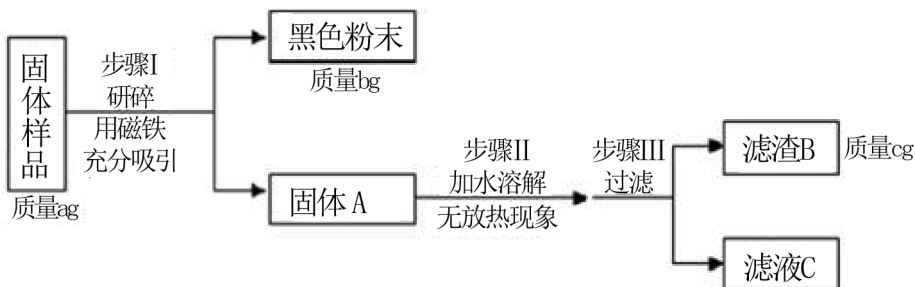 固体样品
质量ag
步骤I
研碎
用磁铁
充分吸引
黑色粉末
质量bg
固体 A
步骤II
加水溶解
无放热现象
步骤III
过滤
滤渣B
质量cg
滤液C